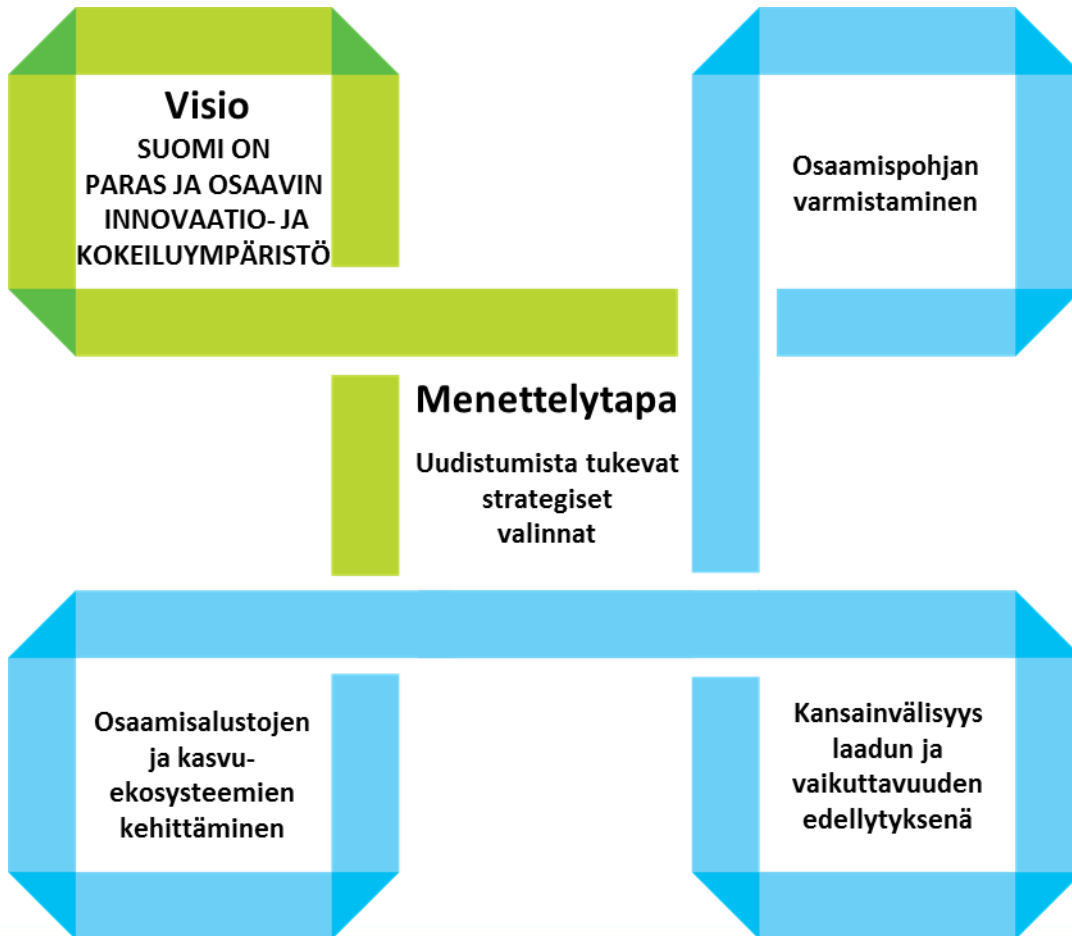 Visio
SUOMI ON
PARAS JA OSAAVIN
INNOVAATIO- JA
KOKEILUYMPÄRISTÖ
Osaamispohjan
varmistaminen
Menettelytapa
Uudistumista tukevat
strategiset
valinnat
Osaamisalustojen
ja kasvu-
ekosysteemien
kehittäminen
Kansainvälisyys
laadun ja
vaikuttavuuden
edellytyksenä